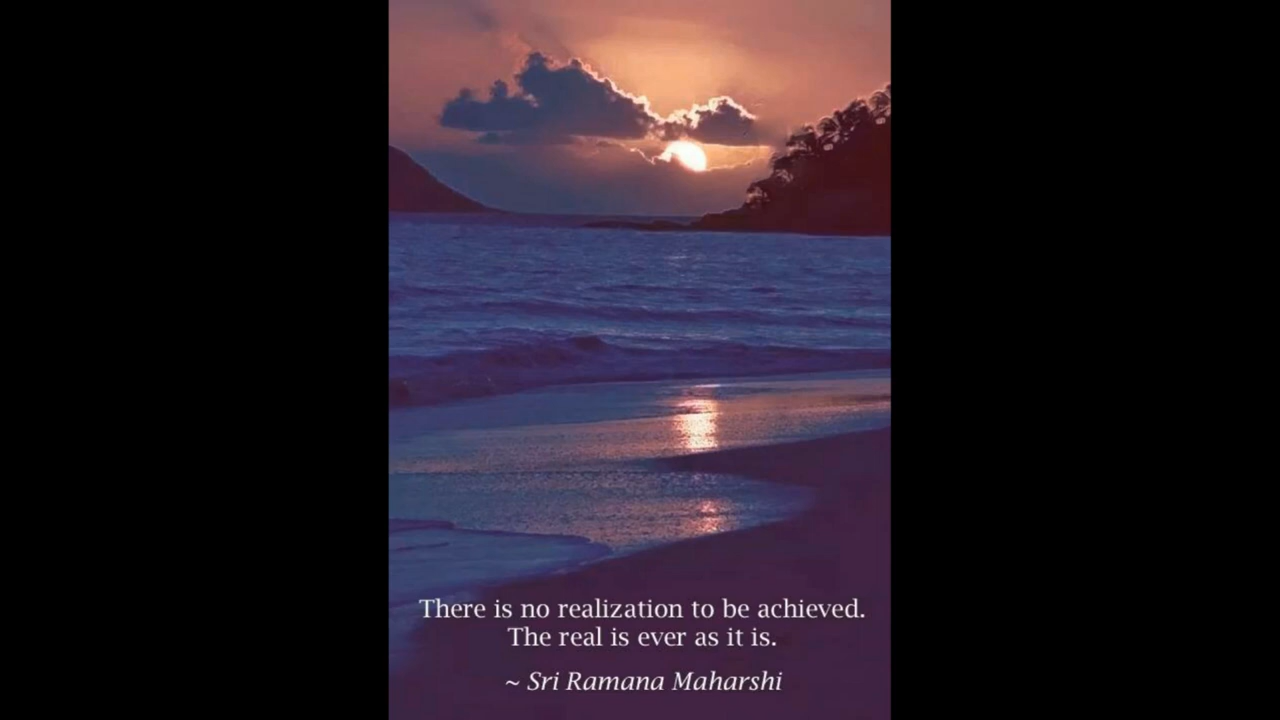 There is no realization to be achieved.
The real is ever as it is.
~ Sri Ramana Maharshi